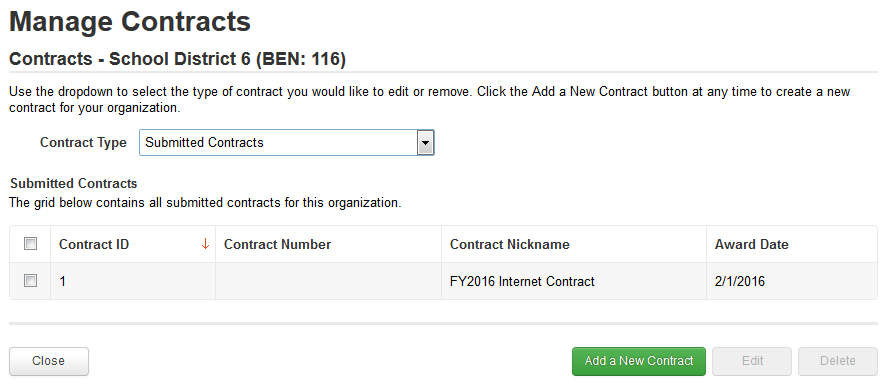 Manage Contracts
Contracts - School District 6 (BEN: 116)
Use the dropdown to select the type of contract you would like to edit or remove. Click the Add a New Contract button at any time to create a new
contract for your organization.
Contract Type Submitted Contracts
Submitted Contracts
The grid below contains all submitted contracts for this organization.
Contract ID Contract Number Contract Nickname Award Date
1 FY2016 Internet Contract 2/1/2016
Close Add a New Contract Edit Delete